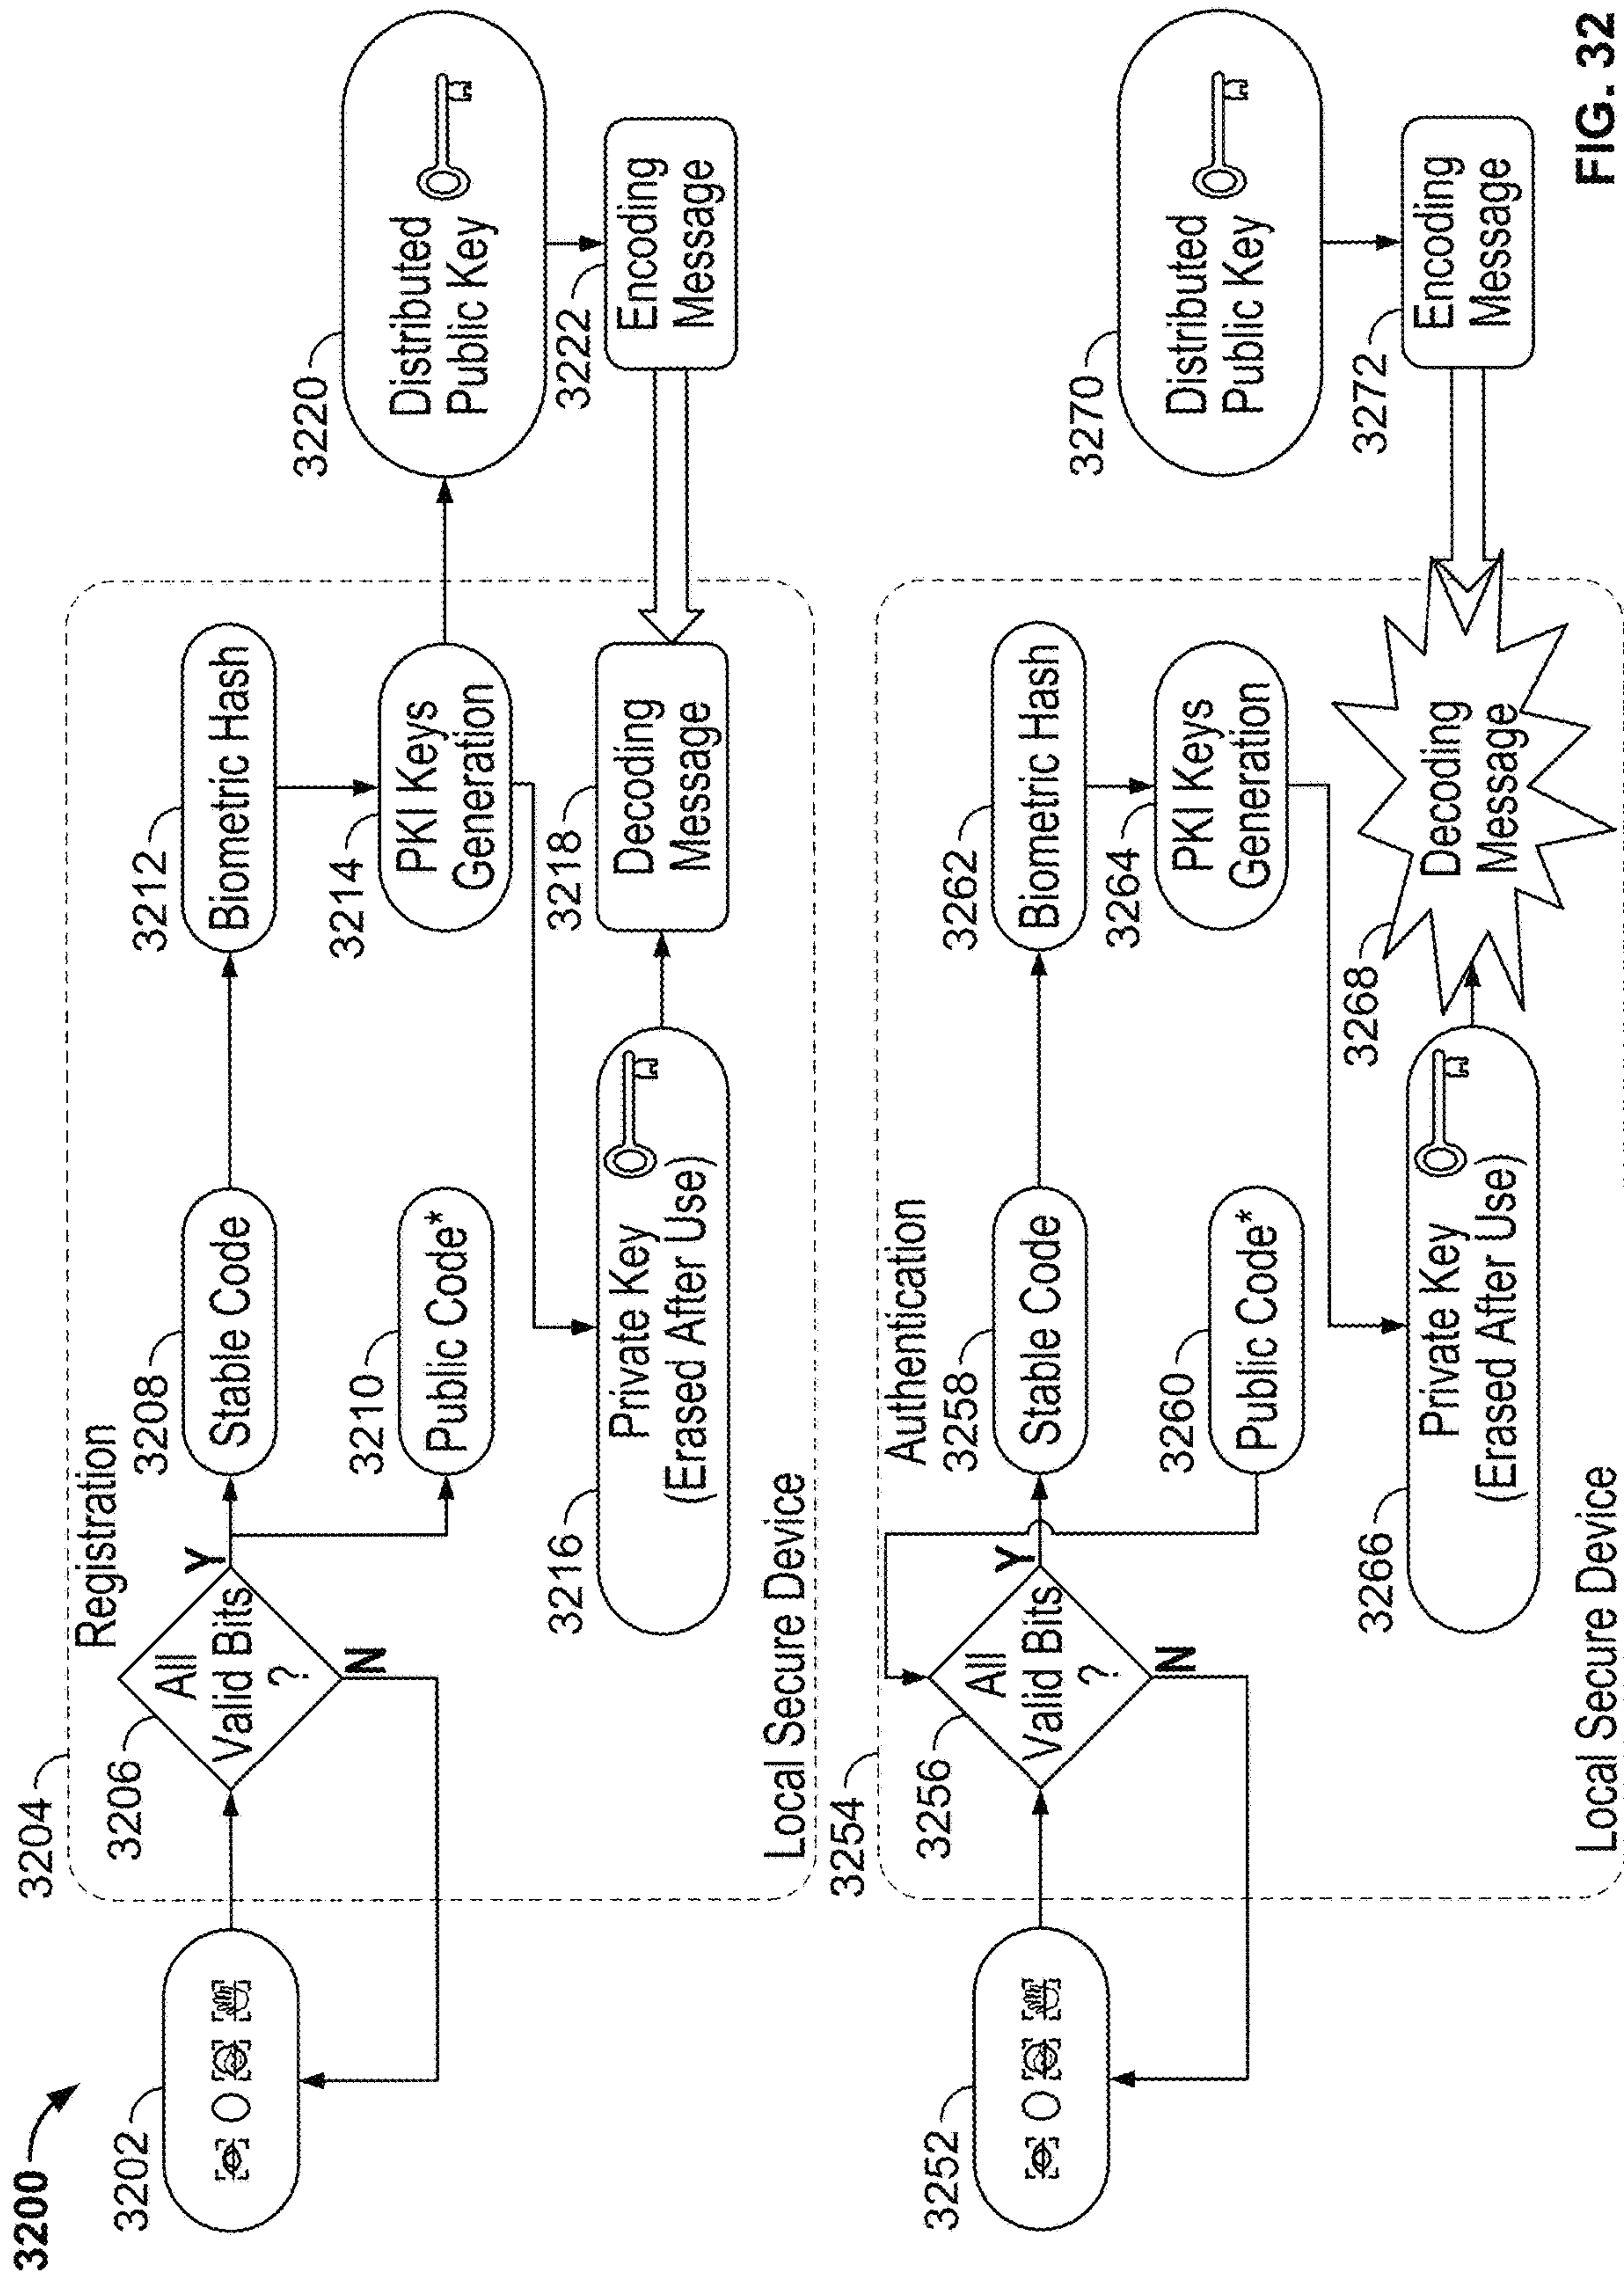 3200
3204
Registration
3202
3206
All
Valid Bits
?
Y
N
3208
Stable Code
3210
Public Code*
3212
Biometric Hash
3214
PKI Keys
Generation
3216
Private Key
(Erased After Use)
3218
Decoding
Message
3220
Distributed
Public Key
3222
Encoding
Message
Local Secure Device
3254
Authentication
3252
3256
All
Valid Bits
?
Y
N
3258
Stable Code
3260
Public Code*
3262
Biometric Hash
3264
PKI Keys
Generation
3266
Private Key
(Erased After Use)
3268
Decoding
Message
3270
Distributed
Public Key
3272
Encoding
Message
Local Secure Device
FIG. 32